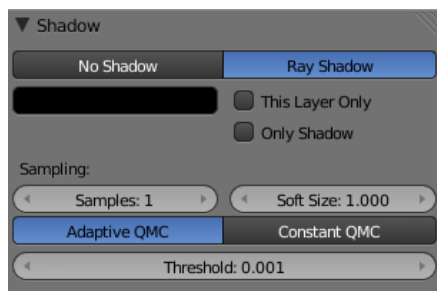 Shadow
No Shadow Ray Shadow
This Layer Only
Only Shadow
Sampling:
Samples: 1 Soft Size: 1.000
Adaptive QMC Constant QMC
Threshold: 0.001